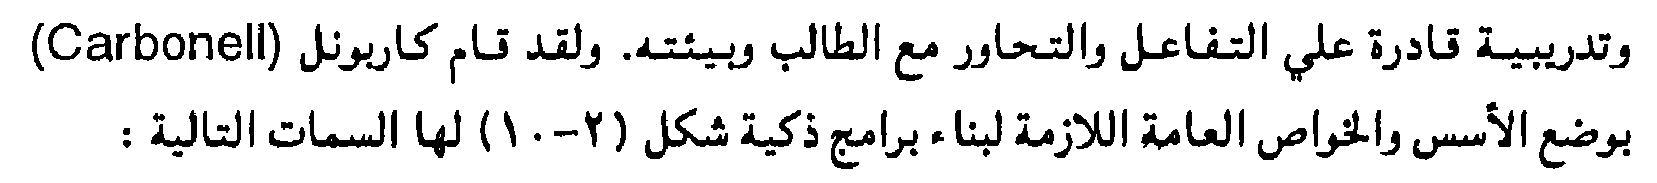 وتدريبية قادرة علي التفاعل والتحاور مع الطالب وبيئته. ولقد قام كاربونل (Carbonell)
بوضع الأسس والخواص العامة اللازمة لبناء برامج ذكية شكل (٢-١٠) لها السمات التالية :